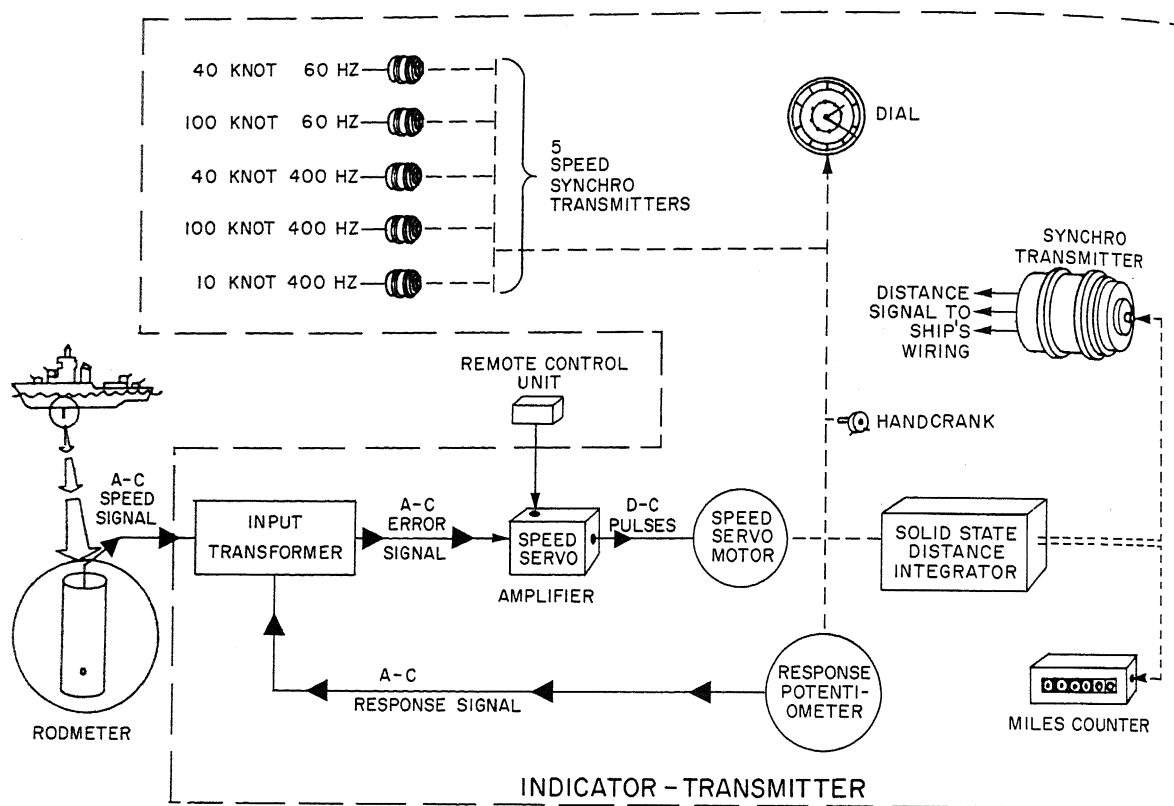 40 KNOT 60 HZ
100 KNOT 60 HZ
40 KNOT 400 HZ
100 KNOT 400 HZ
10 KNOT 400 HZ
5
SPEED
SYNCHRO
TRANSMITTERS
DIAL
SYNCHRO
TRANSMITTER
DISTANCE
SIGNAL TO
SHIP'S
WIRING
REMOTE CONTROL
UNIT
HANDCRANK
A-C
SPEED
SIGNAL
INPUT
TRANSFORMER
A-C
ERROR
SIGNAL
SPEED
SERVO
AMPLIFIER
D-C
PULSES
SPEED
SERVO
MOTOR
SOLID STATE
DISTANCE
INTEGRATOR
A-C
RESPONSE SIGNAL
RESPONSE
POTENTI-
OMETER
000000
MILES COUNTER
RODMETER
INDICATOR-TRANSMITTER